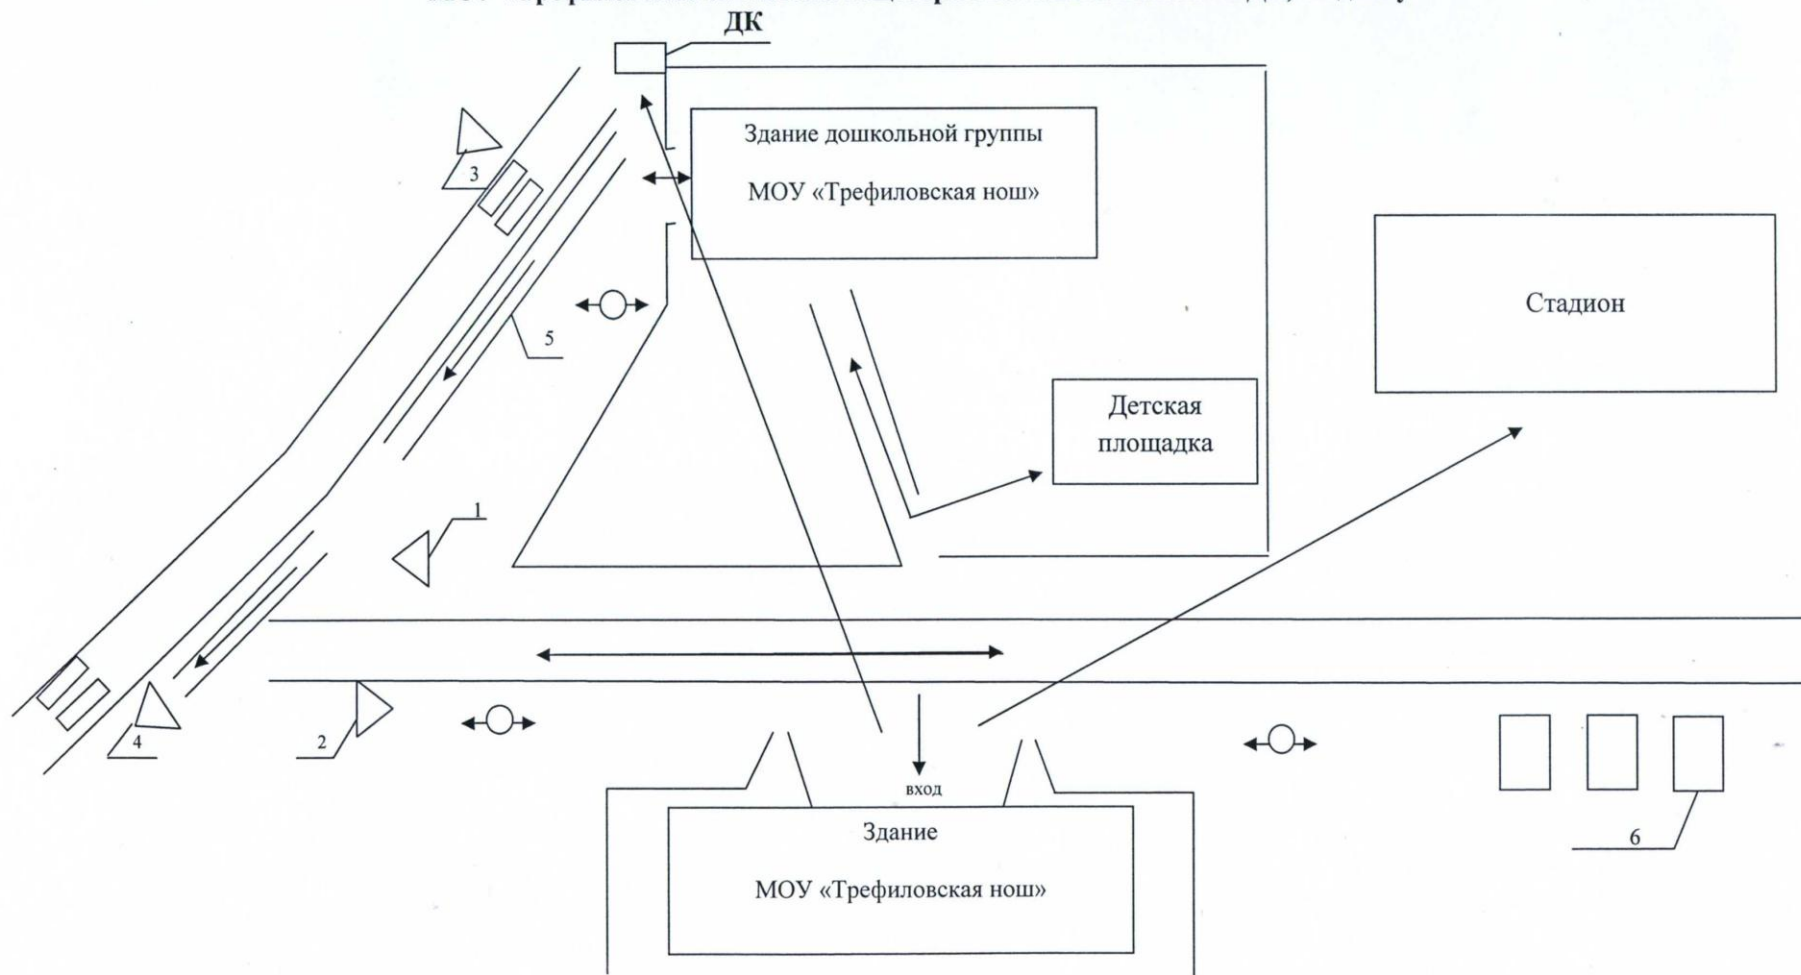 ДК
Здание дошкольной группы
МОУ «Трефиловская нош»
3
Стадион
5
Детская
площадка
1
4
2
вход
Здание
МОУ «Трефиловская нош»
6